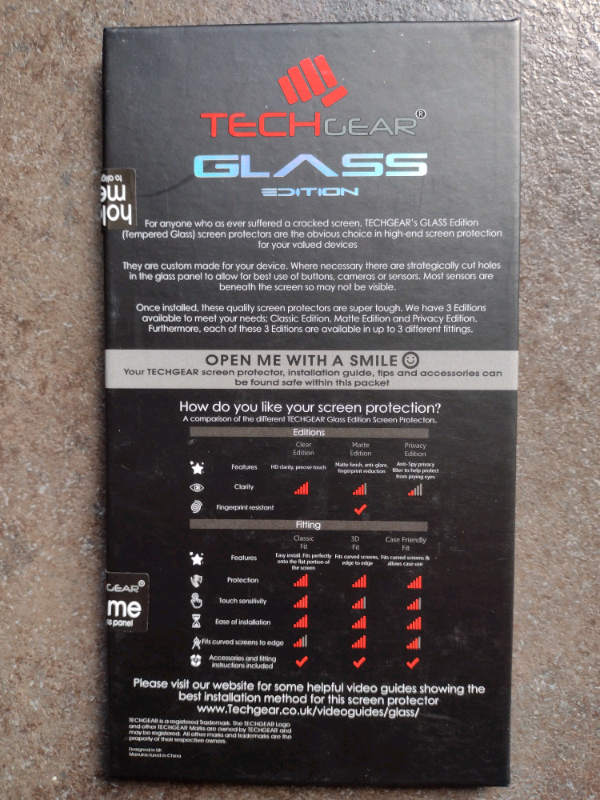 TECHGEAR®
GLASS
EDITION
to alig
me
hol
For anyone who as ever suffered a cracked screen, TECHGEAR's GLASS Edition
(Tempered Glass) screen protectors are the obvious choice in high-end screen protection
for your valued devices
They are custom made for your device. Where necessary there are strategically cut holes
in the glass panel to allow for best use of buttons, cameras or sensors. Most sensors are
beneath the screen so may not be visible.
Once installed, these quality screen protectors are super tough. We have 3 Editions
available to meet your needs: Classic Edition, Matte Edition and Privacy Edition.
Furthermore, each of these 3 Editions are available in up to 3 different fittings.
OPEN ME WITH A SMILE
Your TECHGEAR screen protector, installation guide, tips and accessories can
be found safe within this packet
How do you like your screen protection?
A comparison of the different TECHGEAR Glass Edition Screen Protectors.
Editions
Clear Edition
Matte Edition
Privacy Edition
Features
HD clarity, precise touch
Matte finish, anti-glare, fingerprint reduction
Anti-Spy privacy filter to help protect from prying eyes
Clarity
Fingerprint resistant
Fitting
Classic Fit
3D Fit
Case Friendly Fit
Features
Easy install. Fits perfectly onto the flat portion of the screen
Fits curved screens, edge to edge
Fits curved screens & allows case-use
Protection
Touch sensitivity
Ease of installation
Fits curved screens to edge
Accessories and fitting
instructions included
GEAR®
me
s panel
Please visit our website for some helpful video guides showing the
best installation method for this screen protector
www.Techgear.co.uk/videoguides/glass/
TECHGEAR is a registered Trademark. The TECHGEAR Logo
and other TECHGEAR Marks are owned by TECHGEAR and
may be registered. All other marks and trademarks are the
property of their respective owners.
Designed in UK
Manufactured in China